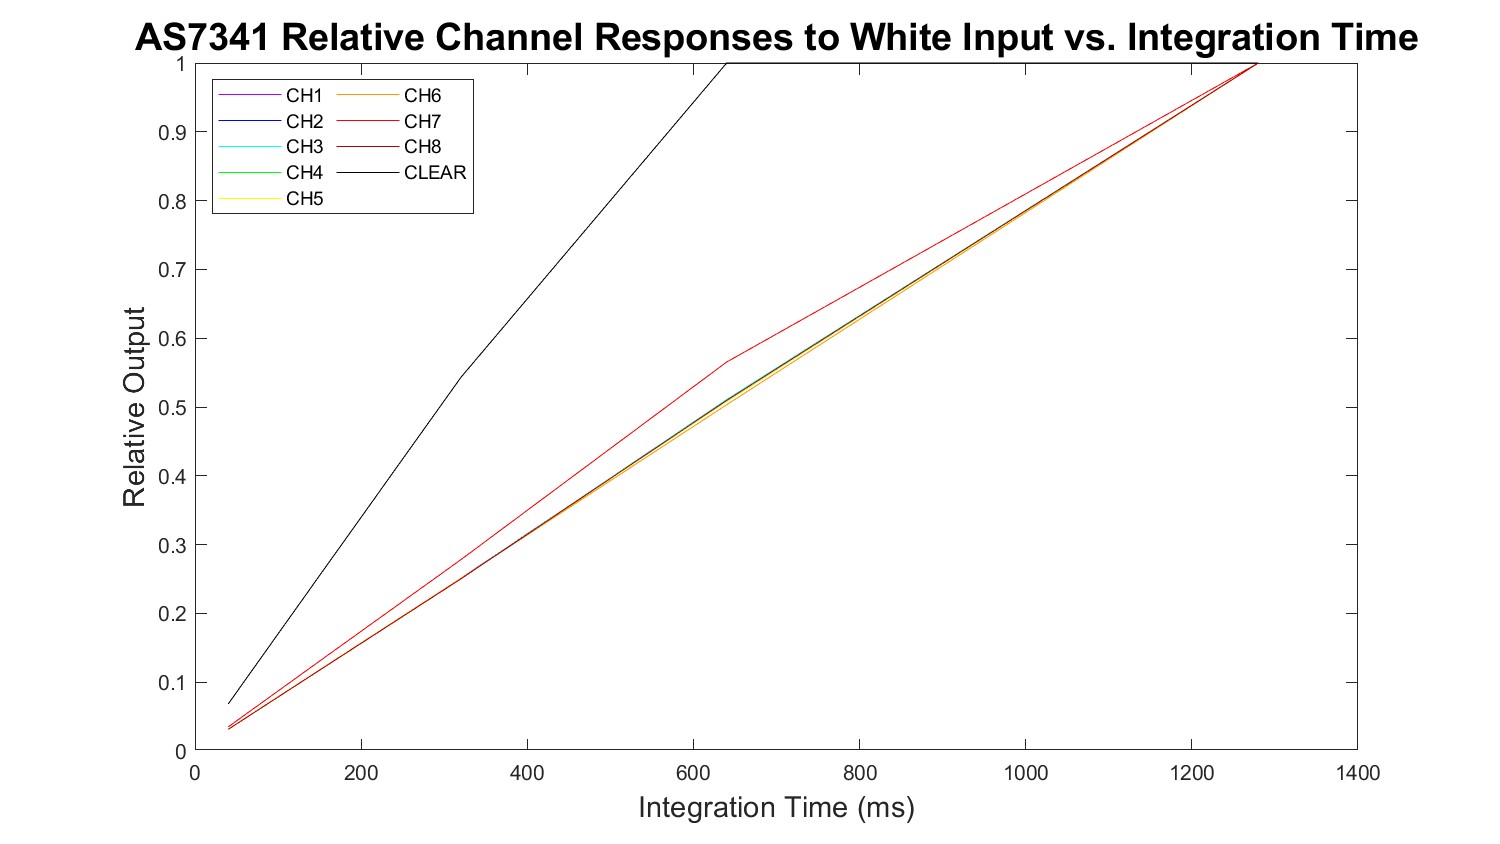 AS7341 Relative Channel Responses to White Input vs. Integration Time
1
0.9
0.8
0.7
0.6
0.5
0.4
0.3
0.2
0.1
0
Relative Output
CH1 CH6
CH2 CH7
CH3 CH8
CH4 CLEAR
CH5
0 200 400 600 800 1000 1200 1400
Integration Time (ms)